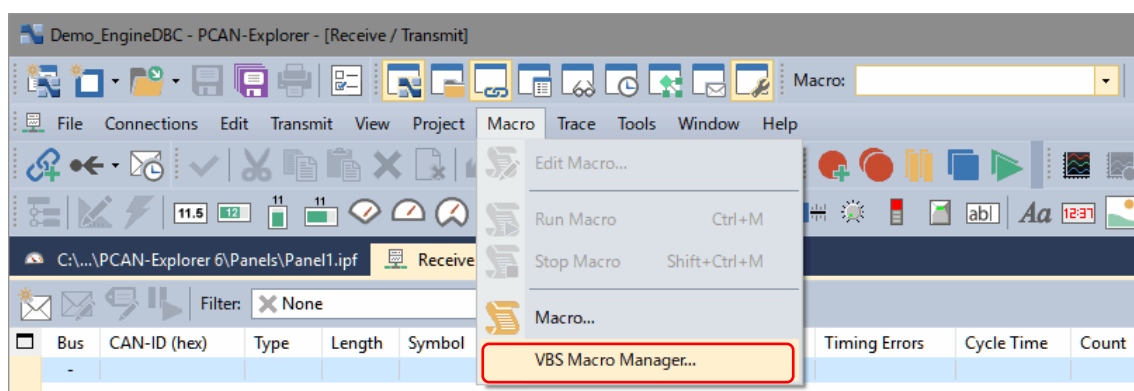 Demo_EngineDBC - PCAN-Explorer - [Receive / Transmit]
Macro:
File Connections Edit Transmit View Project Macro Trace Tools Window Help
Edit Macro...
11.5 12 11 11
Run Macro Ctrl+M
ab Aa 12:37
C:\...\PCAN-Explorer 6\Panels\Panel1.ipf Receive
Stop Macro Shift+Ctrl+M
Filter: None
Macro...
Bus CAN-ID (hex) Type Length Symbol Timing Errors Cycle Time Count
VBS Macro Manager...
-